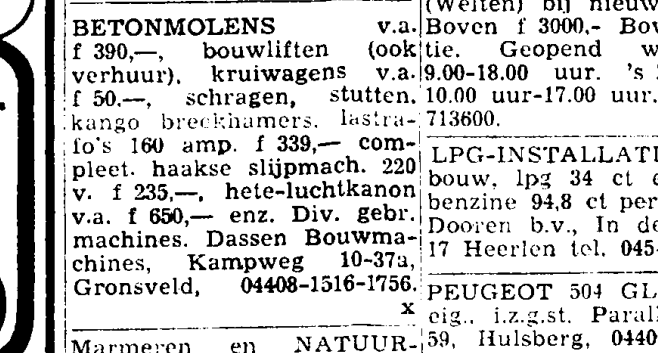 BETONMOLENS v.a.
f 390,—, bouwliften (ook
verhuur), kruiwagens v.a.
f 50.—, schragen, stutten.
kango breekhamers. lastra-
fo's 160 amp. f 339,— com-
pleet. haakse slijpmach. 220
v. f 235,—, hete-luchtkanon
v.a. f 650,— enz. Div. gebr.
machines. Dassen Bouwma-
chines, Kampweg 10-37a,
Gronsveld, 04408-1516-1756.
x
Marmeren en NATUUR-
(Welten) bij nieuw
Boven f 3000,- Bov
tie. Geopend w
9.00-18.00 uur. 's
10.00 uur-17.00 uur.
713600.
LPG-INSTALLATI
bouw, lpg 34 ct
benzine 94,8 ct per
Dooren b.v., In de
17 Heerlen tel. 045-
PEUGEOT 504 GL
eig., i.z.g.st. Parall
59, Hulsberg, 0440